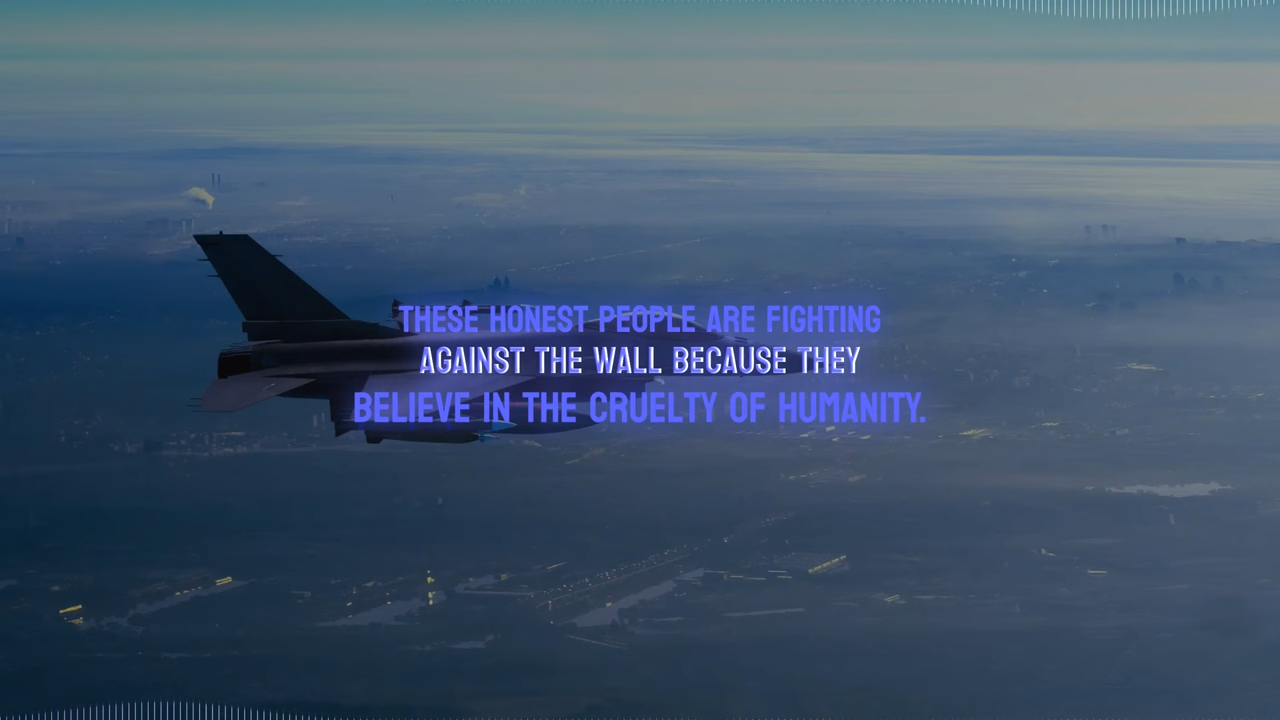 THESE HONEST PEOPLE ARE FIGHTING
AGAINST THE WALL BECAUSE THEY
BELIEVE IN THE CRUELTY OF HUMANITY.